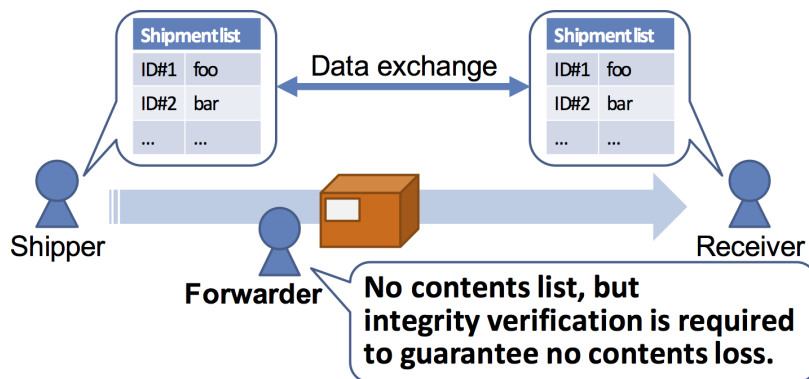 Shipment list
ID#1 foo
ID#2 bar
... ...
Data exchange
Shipment list
ID#1 foo
ID#2 bar
... ...
Shipper
Forwarder
Receiver
No contents list, but
integrity verification is required
to guarantee no contents loss.